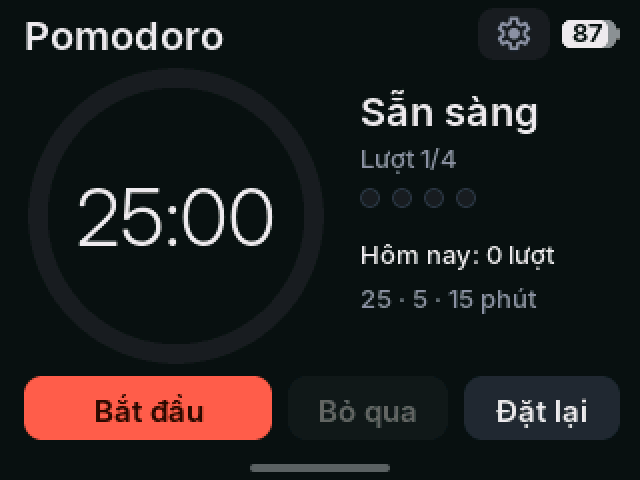 Pomodoro
87
25:00
Sẵn sàng
Lượt 1/4
Hôm nay: 0 lượt
25 · 5 · 15 phút
Bắt đầu
Bỏ qua
Đặt lại